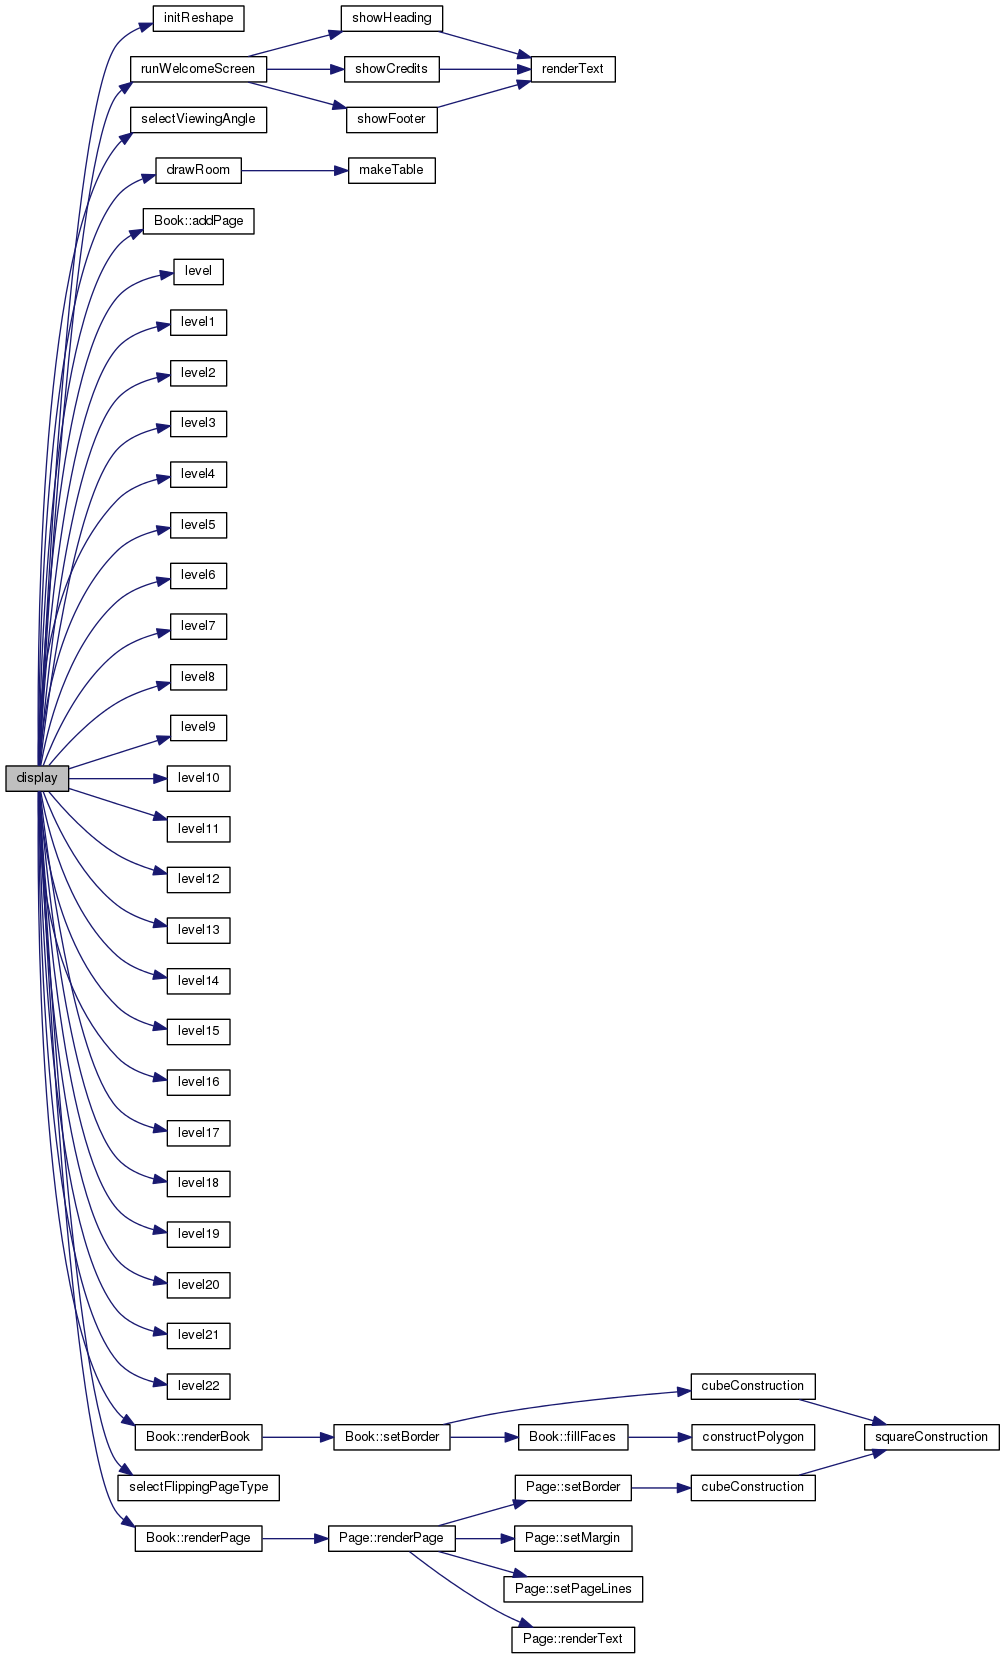 initReshape
showHeading
runWelcomeScreen
showCredits
renderText
selectViewingAngle
showFooter
drawRoom
makeTable
Book::addPage
level
level1
level2
level3
level4
level5
level6
level7
level8
level9
display
level10
level11
level12
level13
level14
level15
level16
level17
level18
level19
level20
level21
level22
cubeConstruction
Book::renderBook
Book::setBorder
Book::fillFaces
constructPolygon
squareConstruction
selectFlippingPageType
Page::setBorder
cubeConstruction
Book::renderPage
Page::renderPage
Page::setMargin
Page::setPageLines
Page::renderText